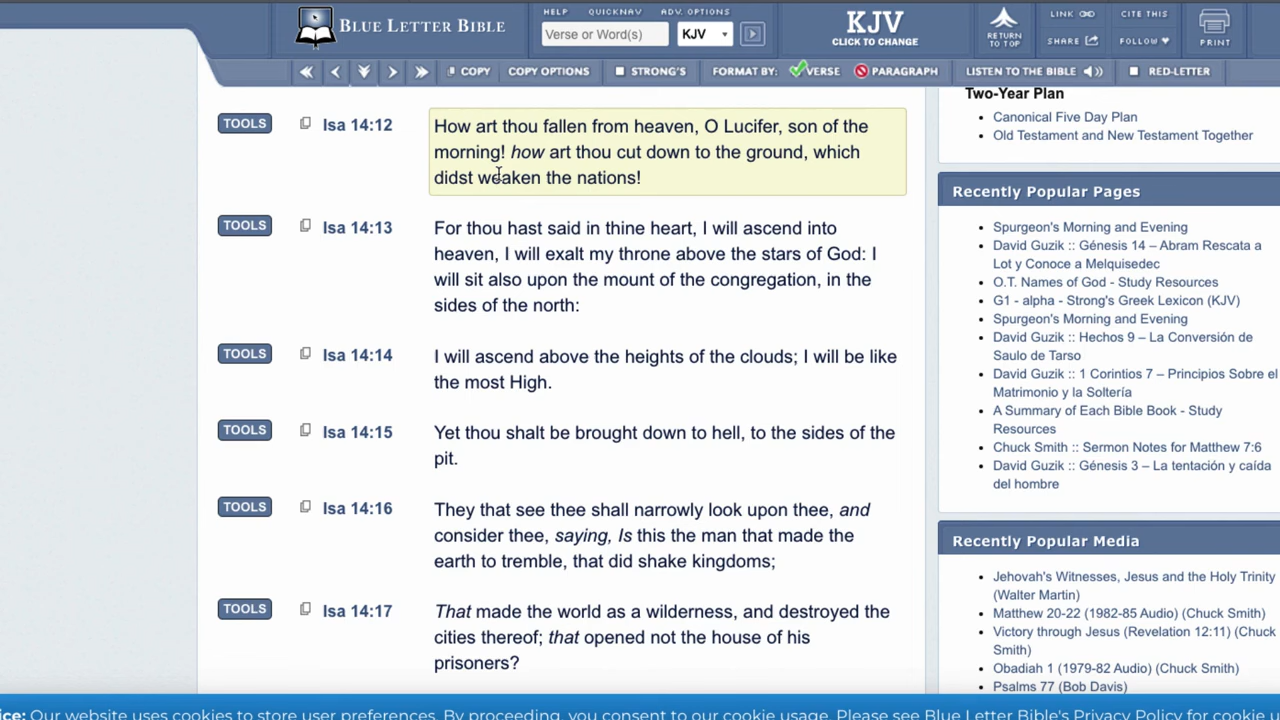 BLUE LETTER BIBLE
HELP QUICKNAV ADV. OPTIONS
Verse or Word(s) KJV
KJV
CLICK TO CHANGE
RETURN
TO TOP
LINK CITE THIS
SHARE FOLLOW
PRINT
COPY COPY OPTIONS STRONG'S FORMAT BY: VERSE PARAGRAPH LISTEN TO THE BIBLE RED-LETTER
TOOLS Isa 14:12 How art thou fallen from heaven, O Lucifer, son of the
morning! how art thou cut down to the ground, which
didst weaken the nations!
TOOLS Isa 14:13 For thou hast said in thine heart, I will ascend into
heaven, I will exalt my throne above the stars of God: I
will sit also upon the mount of the congregation, in the
sides of the north:
TOOLS Isa 14:14 I will ascend above the heights of the clouds; I will be like
the most High.
TOOLS Isa 14:15 Yet thou shalt be brought down to hell, to the sides of the
pit.
TOOLS Isa 14:16 They that see thee shall narrowly look upon thee, and
consider thee, saying, Is this the man that made the
earth to tremble, that did shake kingdoms;
TOOLS Isa 14:17 That made the world as a wilderness, and destroyed the
cities thereof; that opened not the house of his
prisoners?
Two-Year Plan
Canonical Five Day Plan
Old Testament and New Testament Together
Recently Popular Pages
Spurgeon's Morning and Evening
David Guzik :: Génesis 14 – Abram Rescata a
Lot y Conoce a Melquisedec
O.T. Names of God - Study Resources
G1 - alpha - Strong's Greek Lexicon (KJV)
Spurgeon's Morning and Evening
David Guzik :: Hechos 9 – La Conversión de
Saulo de Tarso
David Guzik :: 1 Corintios 7 – Principios Sobre el
Matrimonio y la Soltería
A Summary of Each Bible Book - Study
Resources
Chuck Smith :: Sermon Notes for Matthew 7:6
David Guzik :: Génesis 3 – La tentación y caída
del hombre
Recently Popular Media
Jehovah's Witnesses, Jesus and the Holy Trinity
(Walter Martin)
Matthew 20-22 (1982-85 Audio) (Chuck Smith)
Victory through Jesus (Revelation 12:11) (Chuck
Smith)
Obadiah 1 (1979-82 Audio) (Chuck Smith)
Psalms 77 (Bob Davis)
ice: Our website uses cookies to store user preferences. By proceeding, you consent to our cookie usage. Please see Blue Letter Bible's Privacy Policy for cookie u